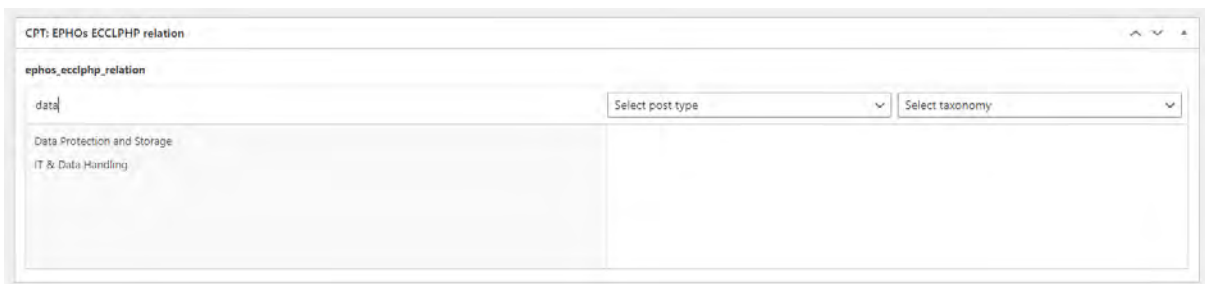 CPT: EPHOs ECCLPHP relation
ephos_ecclphp_relation
data
Select post type
Select taxonomy
Data Protection and Storage
IT & Data Handling